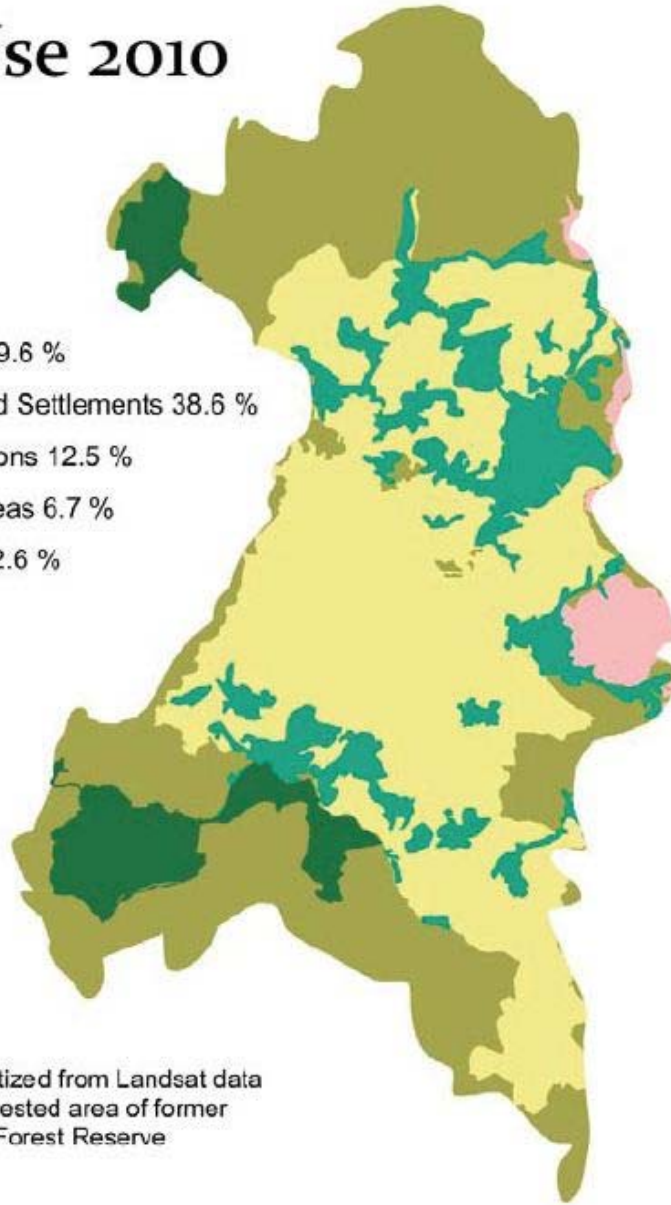 se 2010
9.6 %
d Settlements 38.6 %
ons 12.5 %
eas 6.7 %
2.6 %
tized from Landsat data
ested area of former
Forest Reserve